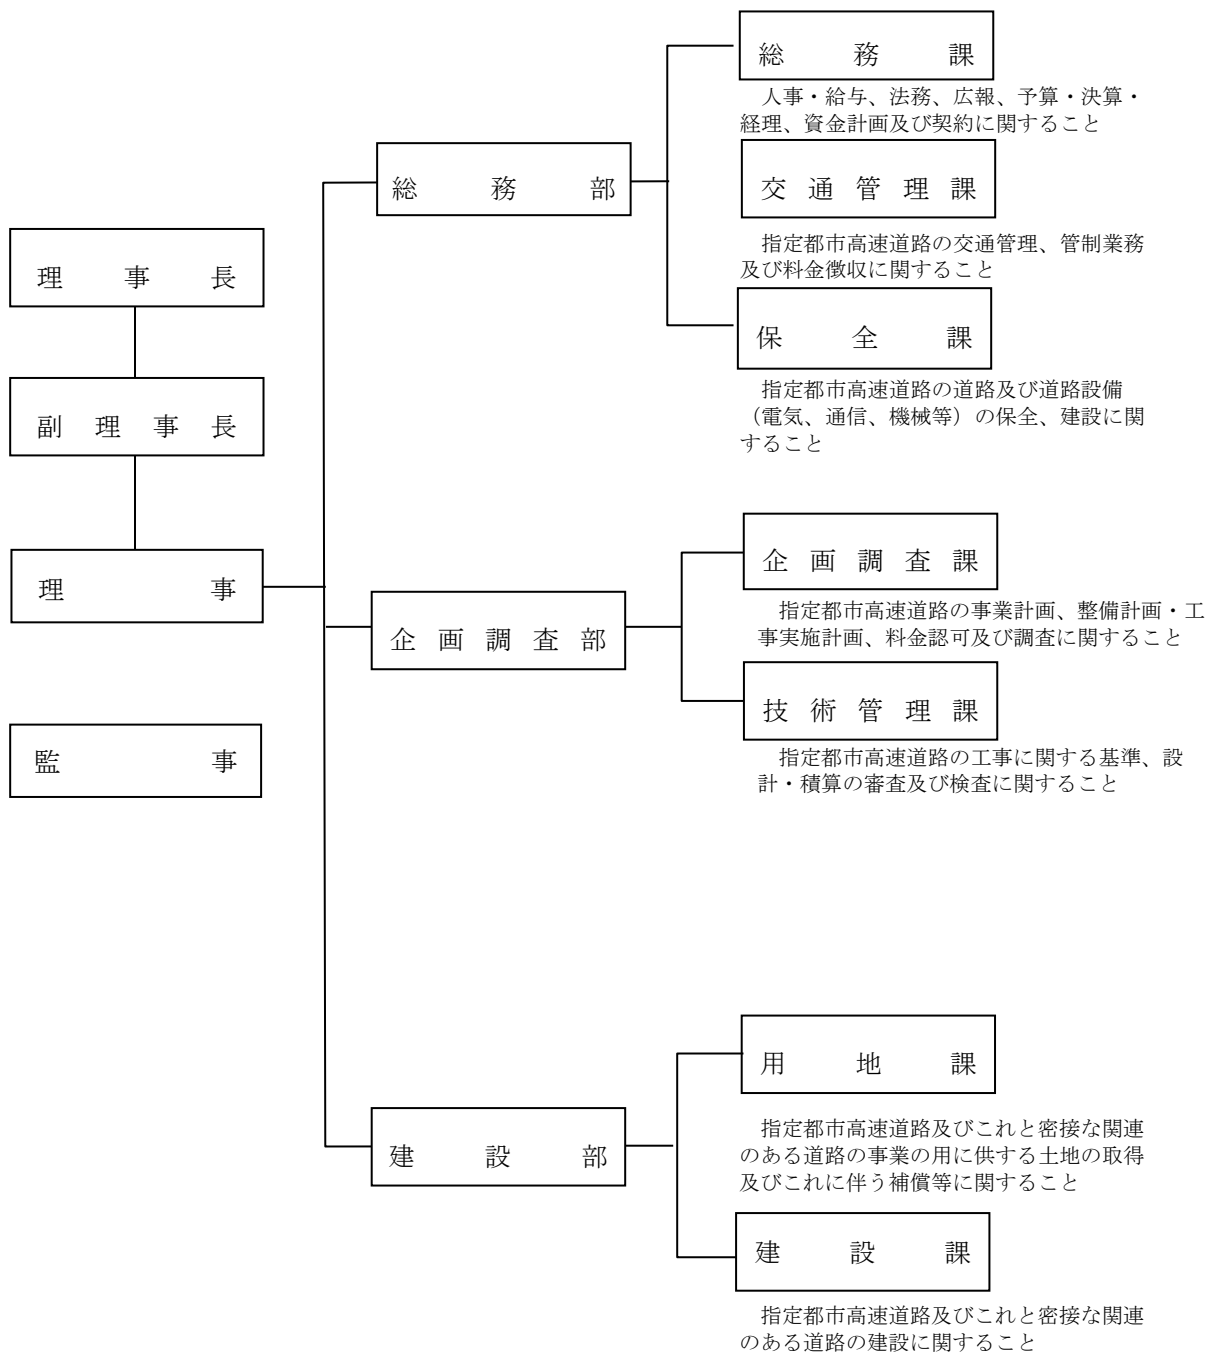 理事長
副理事長
理事
監事
総務部
総務課
人事・給与、法務、広報、予算・決算・
経理、資金計画及び契約に関すること
交通管理課
指定都市高速道路の交通管理、管制業務
及び料金徴収に関すること
保全課
指定都市高速道路の道路及び道路設備
（電気、通信、機械等）の保全、建設に関
すること
企画調査部
企画調査課
指定都市高速道路の事業計画、整備計画・工
事実施計画、料金認可及び調査に関すること
技術管理課
指定都市高速道路の工事に関する基準、設
計・積算の審査及び検査に関すること
建設部
用地課
指定都市高速道路及びこれと密接な関連
のある道路の事業の用に供する土地の取得
及びこれに伴う補償等に関すること
建設課
指定都市高速道路及びこれと密接な関連
のある道路の建設に関すること